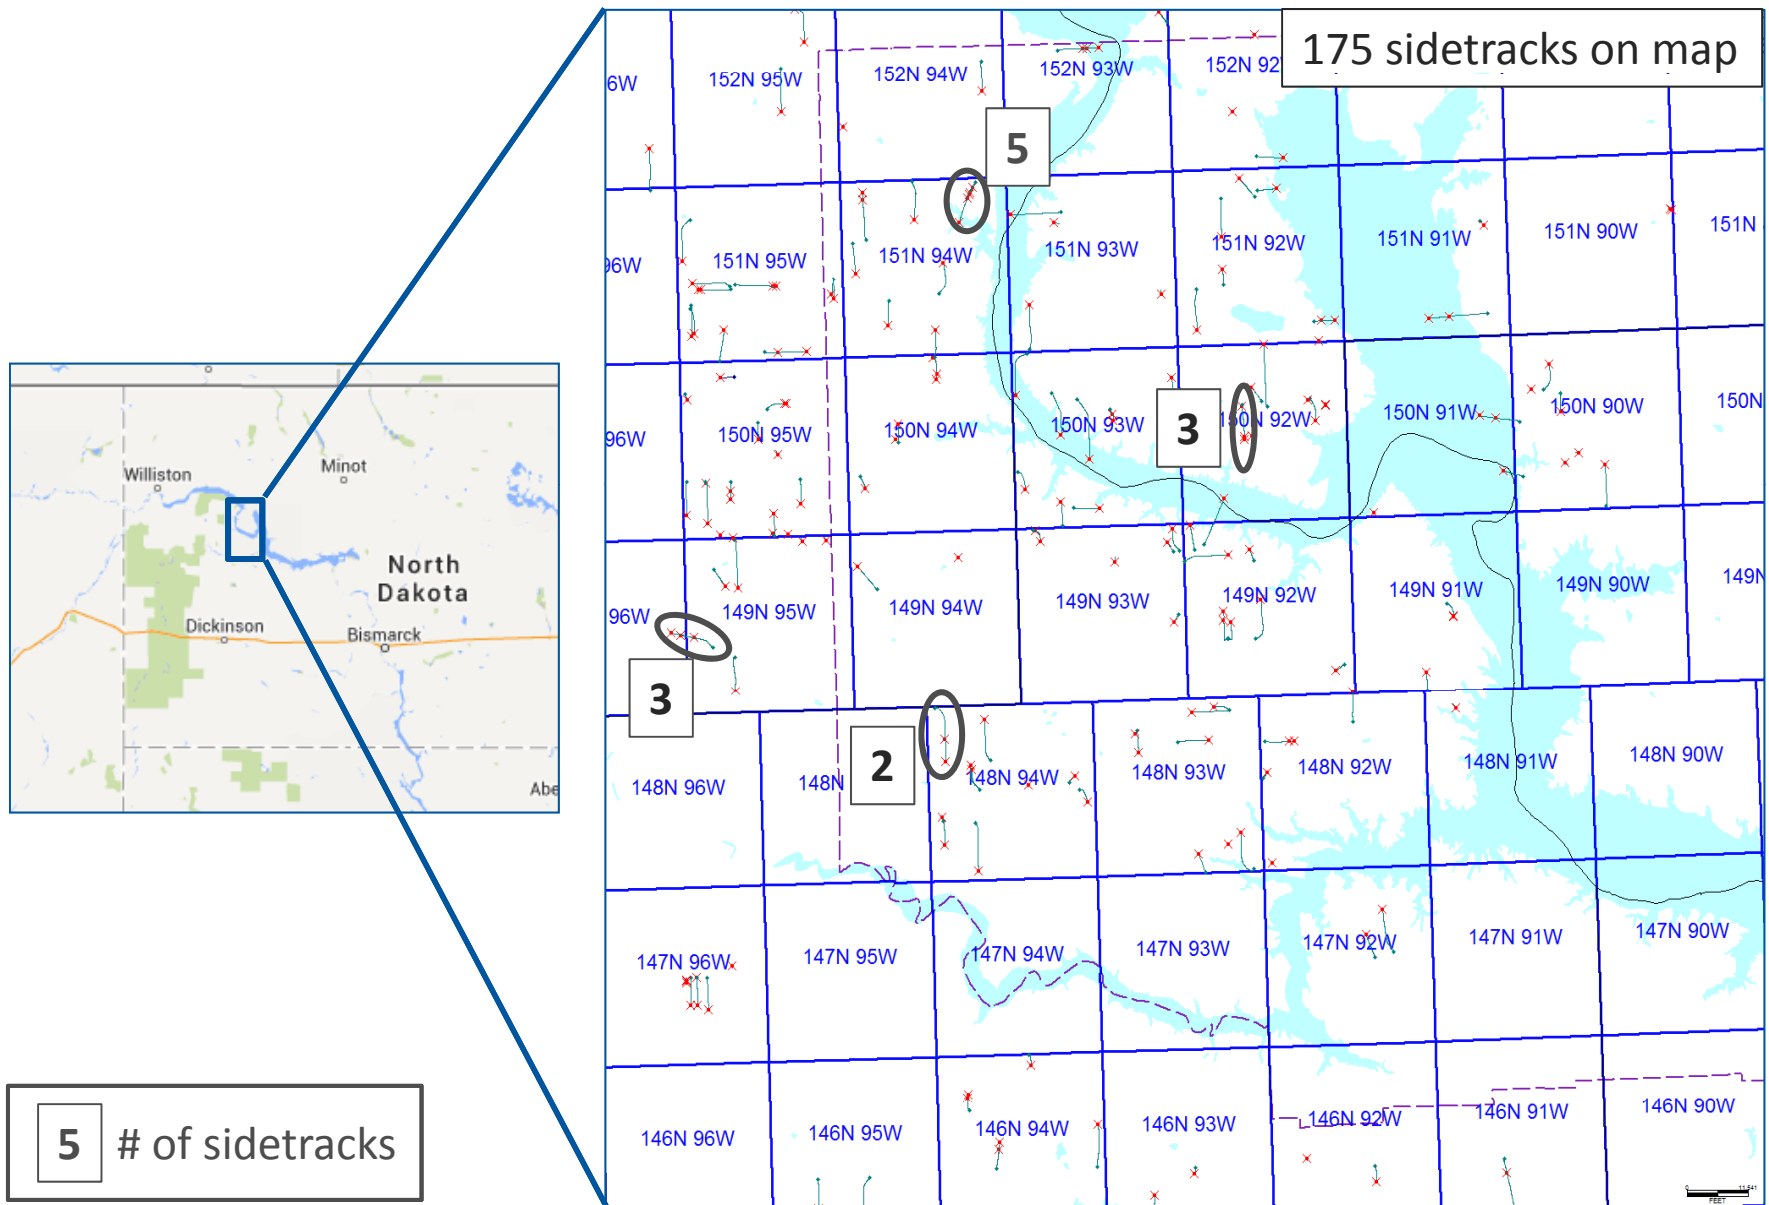 175 sidetracks on map
6W
152N 95W
152N 94W
152N 93W
152N 92
5
96W
151N 95W
151N 94W
151N 93W
151N 92W
151N 91W
151N 90W
151N
96W
150N 95W
150N 94W
150N 93W
3
150N 92W
150N 91W
150N 90W
150N
Williston
Minot
North
Dakota
Dickinson
Bismarck
Abe
96W
149N 95W
149N 94W
149N 93W
149N 92W
149N 91W
149N 90W
149N
3
2
148N 96W
148N
148N 94W
148N 93W
148N 92W
148N 91W
148N 90W
147N 96W
147N 95W
147N 94W
147N 93W
147N 92W
147N 91W
147N 90W
146N 96W
146N 95W
146N 94W
146N 93W
146N 92W
146N 91W
146N 90W
5 # of sidetracks
0
FEET